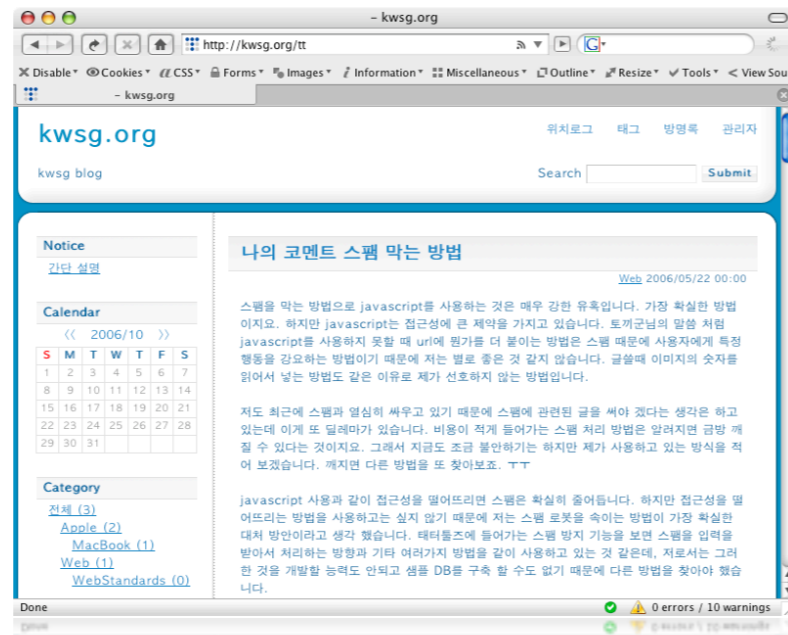 – kwsg.org
http://kwsg.org/tt
Disable Cookies CSS Forms Images Information Miscellaneous Outline Resize Tools View Sou
– kwsg.org
kwsg.org
위치로그 태그 방명록 관리자
kwsg blog
Search Submit
Notice
간단 설명
Calendar
〈〈 2006/10 〉〉
S M T W T F S
1 2 3 4 5 6 7
8 9 10 11 12 13 14
15 16 17 18 19 20 21
22 23 24 25 26 27 28
29 30 31
Category
전체 (3)
Apple (2)
MacBook (1)
Web (1)
WebStandards (0)
나의 코멘트 스팸 막는 방법
Web 2006/05/22 00:00
스팸을 막는 방법으로 javascript를 사용하는 것은 매우 강한 유혹입니다. 가장 확실한 방법
이지요. 하지만 javascript는 접근성에 큰 제약을 가지고 있습니다. 토끼군님의 말씀 처럼
javascript를 사용하지 못할 때 url에 뭔가를 더 붙이는 방법은 스팸 때문에 사용자에게 특정
행동을 강요하는 방법이기 때문에 저는 별로 좋은 것 같지 않습니다. 글쓸때 이미지의 숫자를
읽어서 넣는 방법도 같은 이유로 제가 선호하지 않는 방법입니다.
저도 최근에 스팸과 열심히 싸우고 있기 때문에 스팸에 관련된 글을 써야 겠다는 생각은 하고
있는데 이게 또 딜레마가 있습니다. 비용이 적게 들어가는 스팸 처리 방법은 알려지면 금방 깨
질 수 있다는 것이지요. 그래서 지금도 조금 불안하기는 하지만 제가 사용하고 있는 방식을 적
어 보겠습니다. 깨지면 다른 방법을 또 찾아보죠. ㅜㅜ
javascript 사용과 같이 접근성을 떨어뜨리면 스팸은 확실히 줄어듭니다. 하지만 접근성을 떨
어뜨리는 방법을 사용하고는 싶지 않기 때문에 저는 스팸 로봇을 속이는 방법이 가장 확실한
대처 방안이라고 생각 했습니다. 태터툴즈에 들어가는 스팸 방지 기능을 보면 스팸을 입력을
받아서 처리하는 방향과 기타 여러가지 방법을 같이 사용하고 있는 것 같은데, 저로서는 그러
한 것을 개발할 능력도 안되고 샘플 DB를 구축 할 수도 없기 때문에 다른 방법을 찾아야 했습
니다.
Done
0 errors / 10 warnings